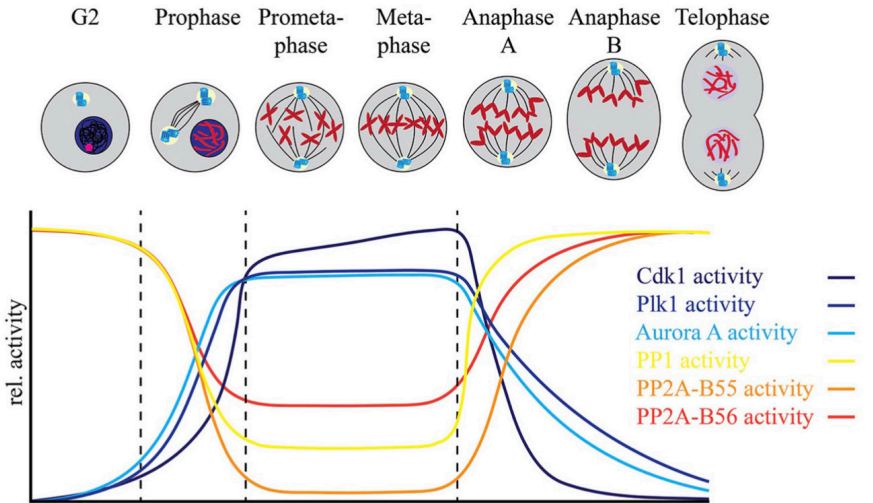 G2
Prophase
Prometa-
phase
Meta-
phase
Anaphase
A
Anaphase
B
Telophase
rel. activity
Cdk1 activity
Plk1 activity
Aurora A activity
PP1 activity
PP2A-B55 activity
PP2A-B56 activity